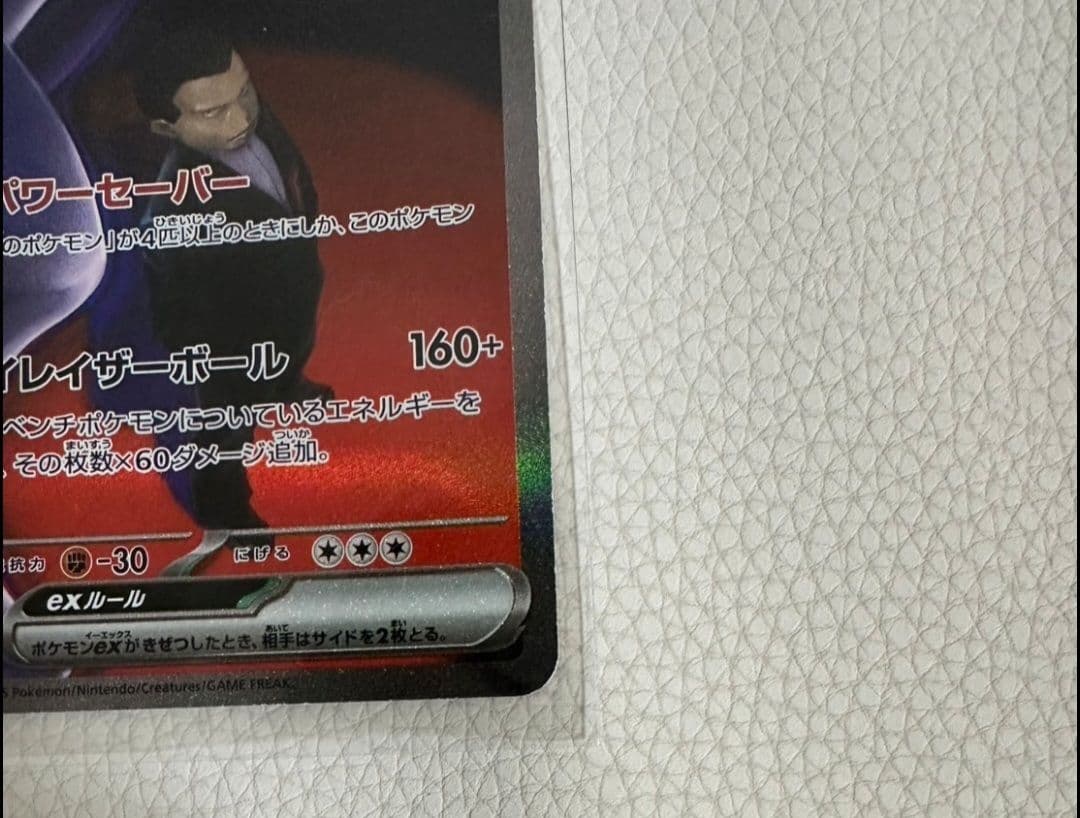 パワーセーバー
のポケモン」が4匹以上のときにしか、このポケモン
イレイザーボール 160+
ベンチポケモンについているエネルギーを
、その枚数×60ダメージ追加。
抗力 -30 にげる
exルール
ポケモンexがきぜつしたとき、相手はサイドを2枚とる。
Pokémon/Nintendo/Creatures/GAME FREAK.